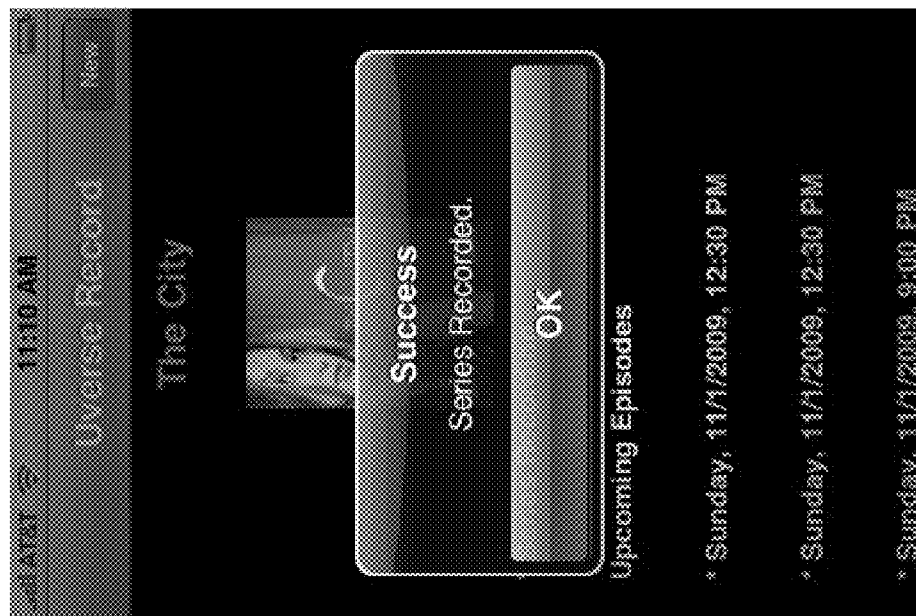 AT&T 11:10 AM
Uverse Record New
The City
Success
Series Recorded.
OK
Upcoming Episodes
* Sunday, 11/1/2009, 12:30 PM
* Sunday, 11/1/2009, 12:30 PM
* Sunday, 11/1/2009, 9:00 PM